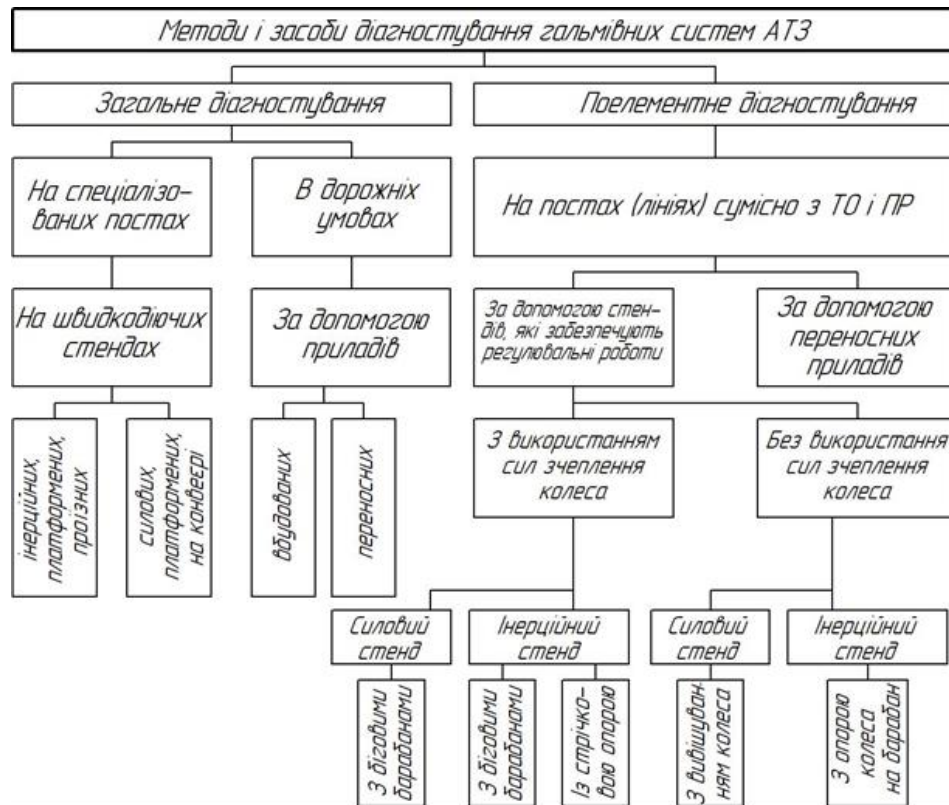 Методи і засоби діагностування гальмівних систем АТЗ
Загальне діагностування
Поелементне діагностування
На спеціалізо-
ваних постах
В дорожніх
умовах
На постах (лініях) сумісно з ТО і ПР
На швидкодіючих
стендах
За допомогою
приладів
За допомогою стен-
дів, які забезпечують
регулювальні роботи
За допомогою
переносних
приладів
інерційних,
платформених,
проїзних
силових,
платформених,
на конвеєрі
вбудованих
переносних
З використанням
сил зчеплення
колеса
Без використання
сил зчеплення
колеса
Силовий
стенд
Інерційний
стенд
Силовий
стенд
Інерційний
стенд
З біговими
барабанами
З біговими
барабанами
Із стрічко-
вою опорою
З вивішуван-
ням колеса
З опорою
колеса
на барабан